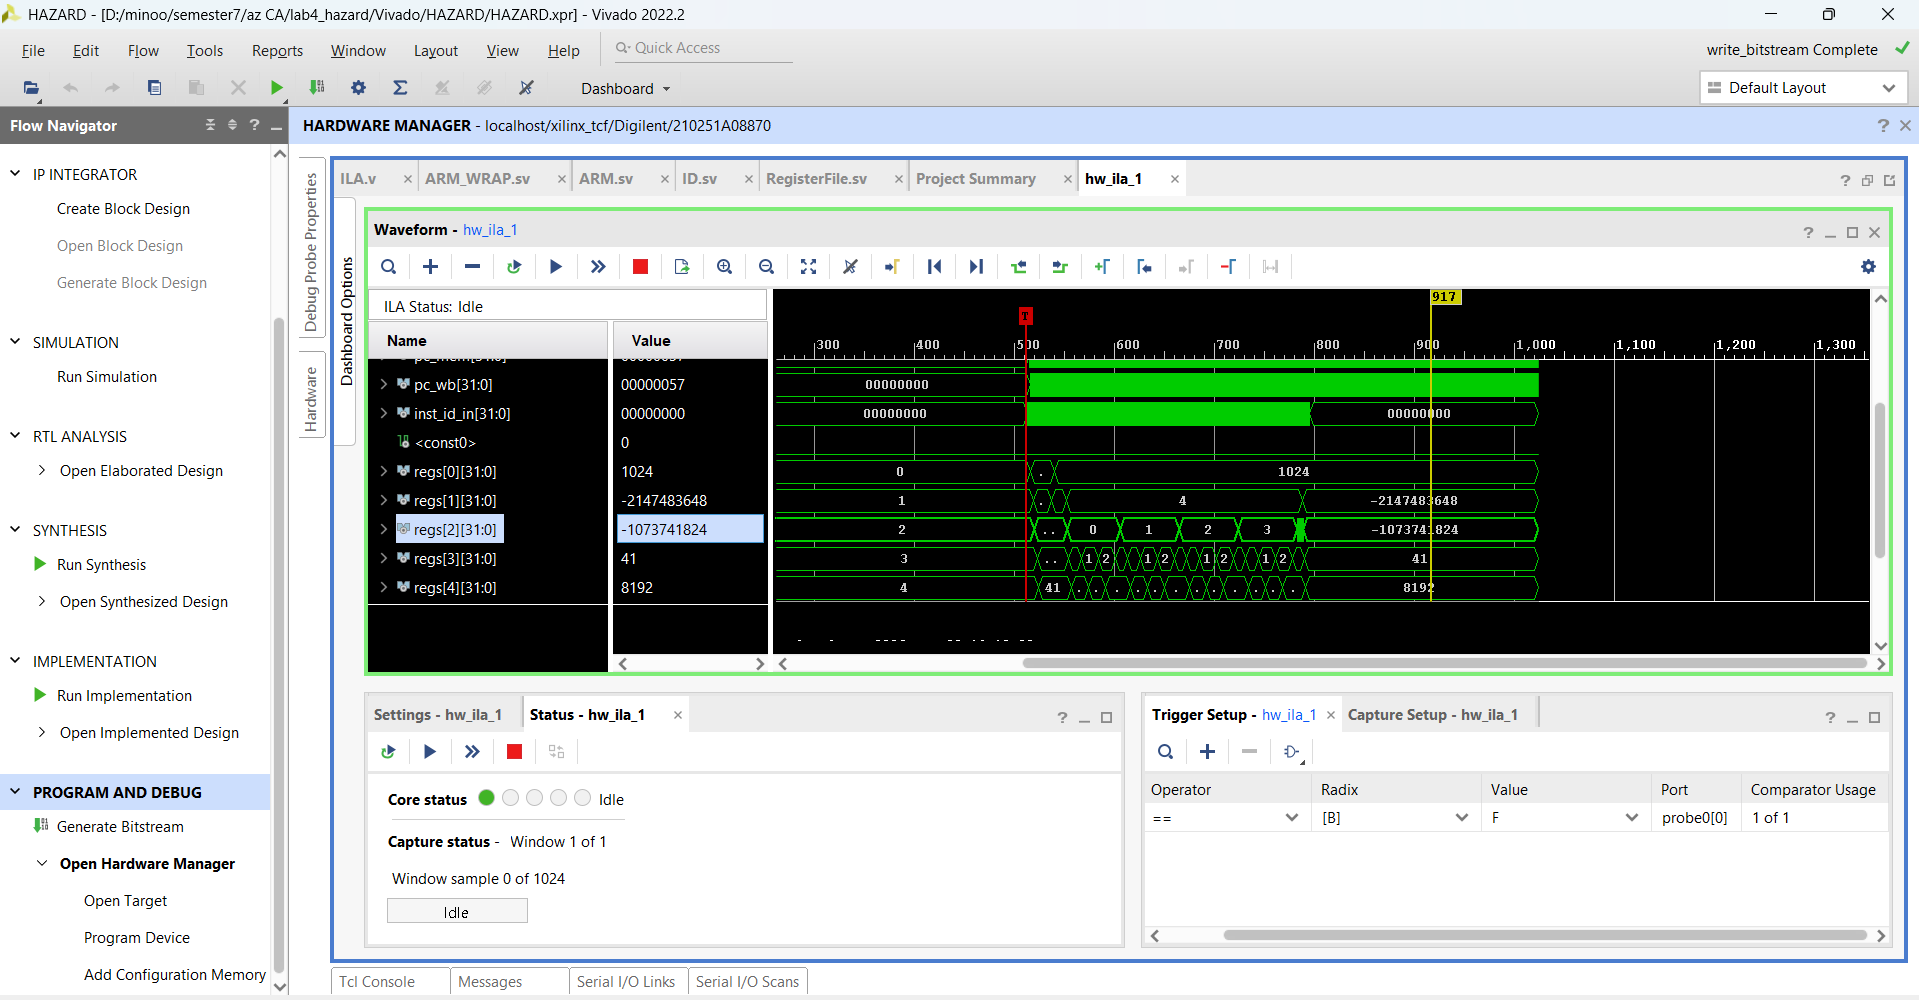 HAZARD - [D:/minoo/semester7/az CA/lab4_hazard/Vivado/HAZARD/HAZARD.xpr] - Vivado 2022.2
File Edit Flow Tools Reports Window Layout View Help Quick Access
write_bitstream Complete
Dashboard
Default Layout
Flow Navigator
HARDWARE MANAGER - localhost/xilinx_tcf/Digilent/210251A08870
IP INTEGRATOR
Create Block Design
Open Block Design
Generate Block Design
SIMULATION
Run Simulation
RTL ANALYSIS
Open Elaborated Design
SYNTHESIS
Run Synthesis
Open Synthesized Design
IMPLEMENTATION
Run Implementation
Open Implemented Design
PROGRAM AND DEBUG
Generate Bitstream
Open Hardware Manager
Open Target
Program Device
Add Configuration Memory
Debug Probe Properties
Hardware
Dashboard Options
ILA.v ARM_WRAP.sv ARM.sv ID.sv RegisterFile.sv Project Summary hw_ila_1
Waveform - hw_ila_1
ILA Status: Idle
917
T
Name Value
300 400 500 600 700 800 900 1,000 1,100 1,200 1,300
pc_wb[31:0] 00000057 00000000
inst_id_in[31:0] 00000000 00000000 00000000
<const0> 0
regs[0][31:0] 1024 0 . 1024
regs[1][31:0] -2147483648 1 . 4 -2147483648
regs[2][31:0] -1073741824 2 .. 0 1 2 3 -1073741824
regs[3][31:0] 41 3 .. 1 2 1 2 1 2 1 2 41
regs[4][31:0] 8192 4 41 . . . . . . . . . . . . 8192
Settings - hw_ila_1 Status - hw_ila_1
Core status Idle
Capture status - Window 1 of 1
Window sample 0 of 1024
Idle
Trigger Setup - hw_ila_1 Capture Setup - hw_ila_1
Operator Radix Value Port Comparator Usage
== [B] F probe0[0] 1 of 1
Tcl Console Messages Serial I/O Links Serial I/O Scans